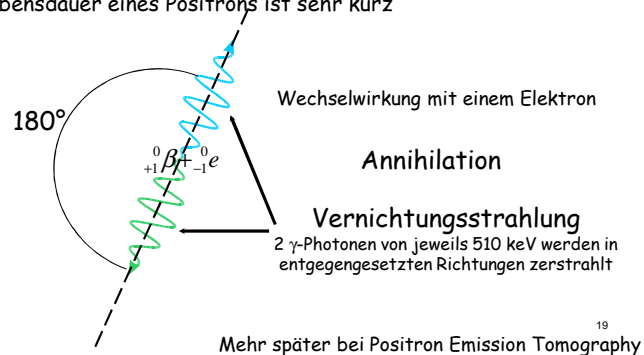 eines Positrons ist sehr kurz
Wechselwirkung mit einem Elektron
180°
⁰₊₁β+⁰₋₁e
Annihilation
Vernichtungsstrahlung
2 γ-Photonen von jeweils 510 keV werden in
entgegengesetzten Richtungen zerstrahlt
19
Mehr später bei Positron Emission Tomography